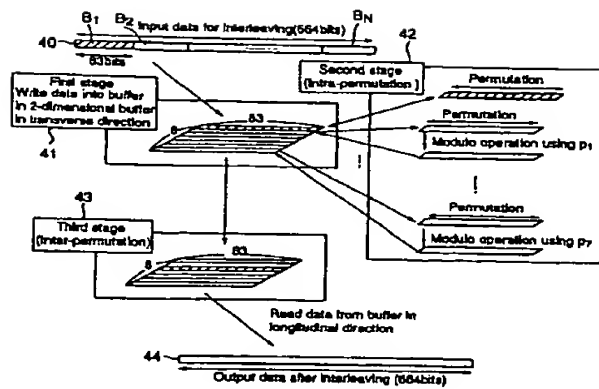 B1 B2 Input data for Interleaving(664bits) BN
40
42
83bits
First stage
Write data into buffer
in 2-dimensional buffer
in transverse direction
41
Second stage
(Intra-permutation)
Permutation
83
8
Permutation
Modulo operation using p1
43
Third stage
(Inter-permutation)
Permutation
Modulo operation using p7
83
8
Read data from buffer in
longitudinal direction
44
Output data after interleaving (664bits)